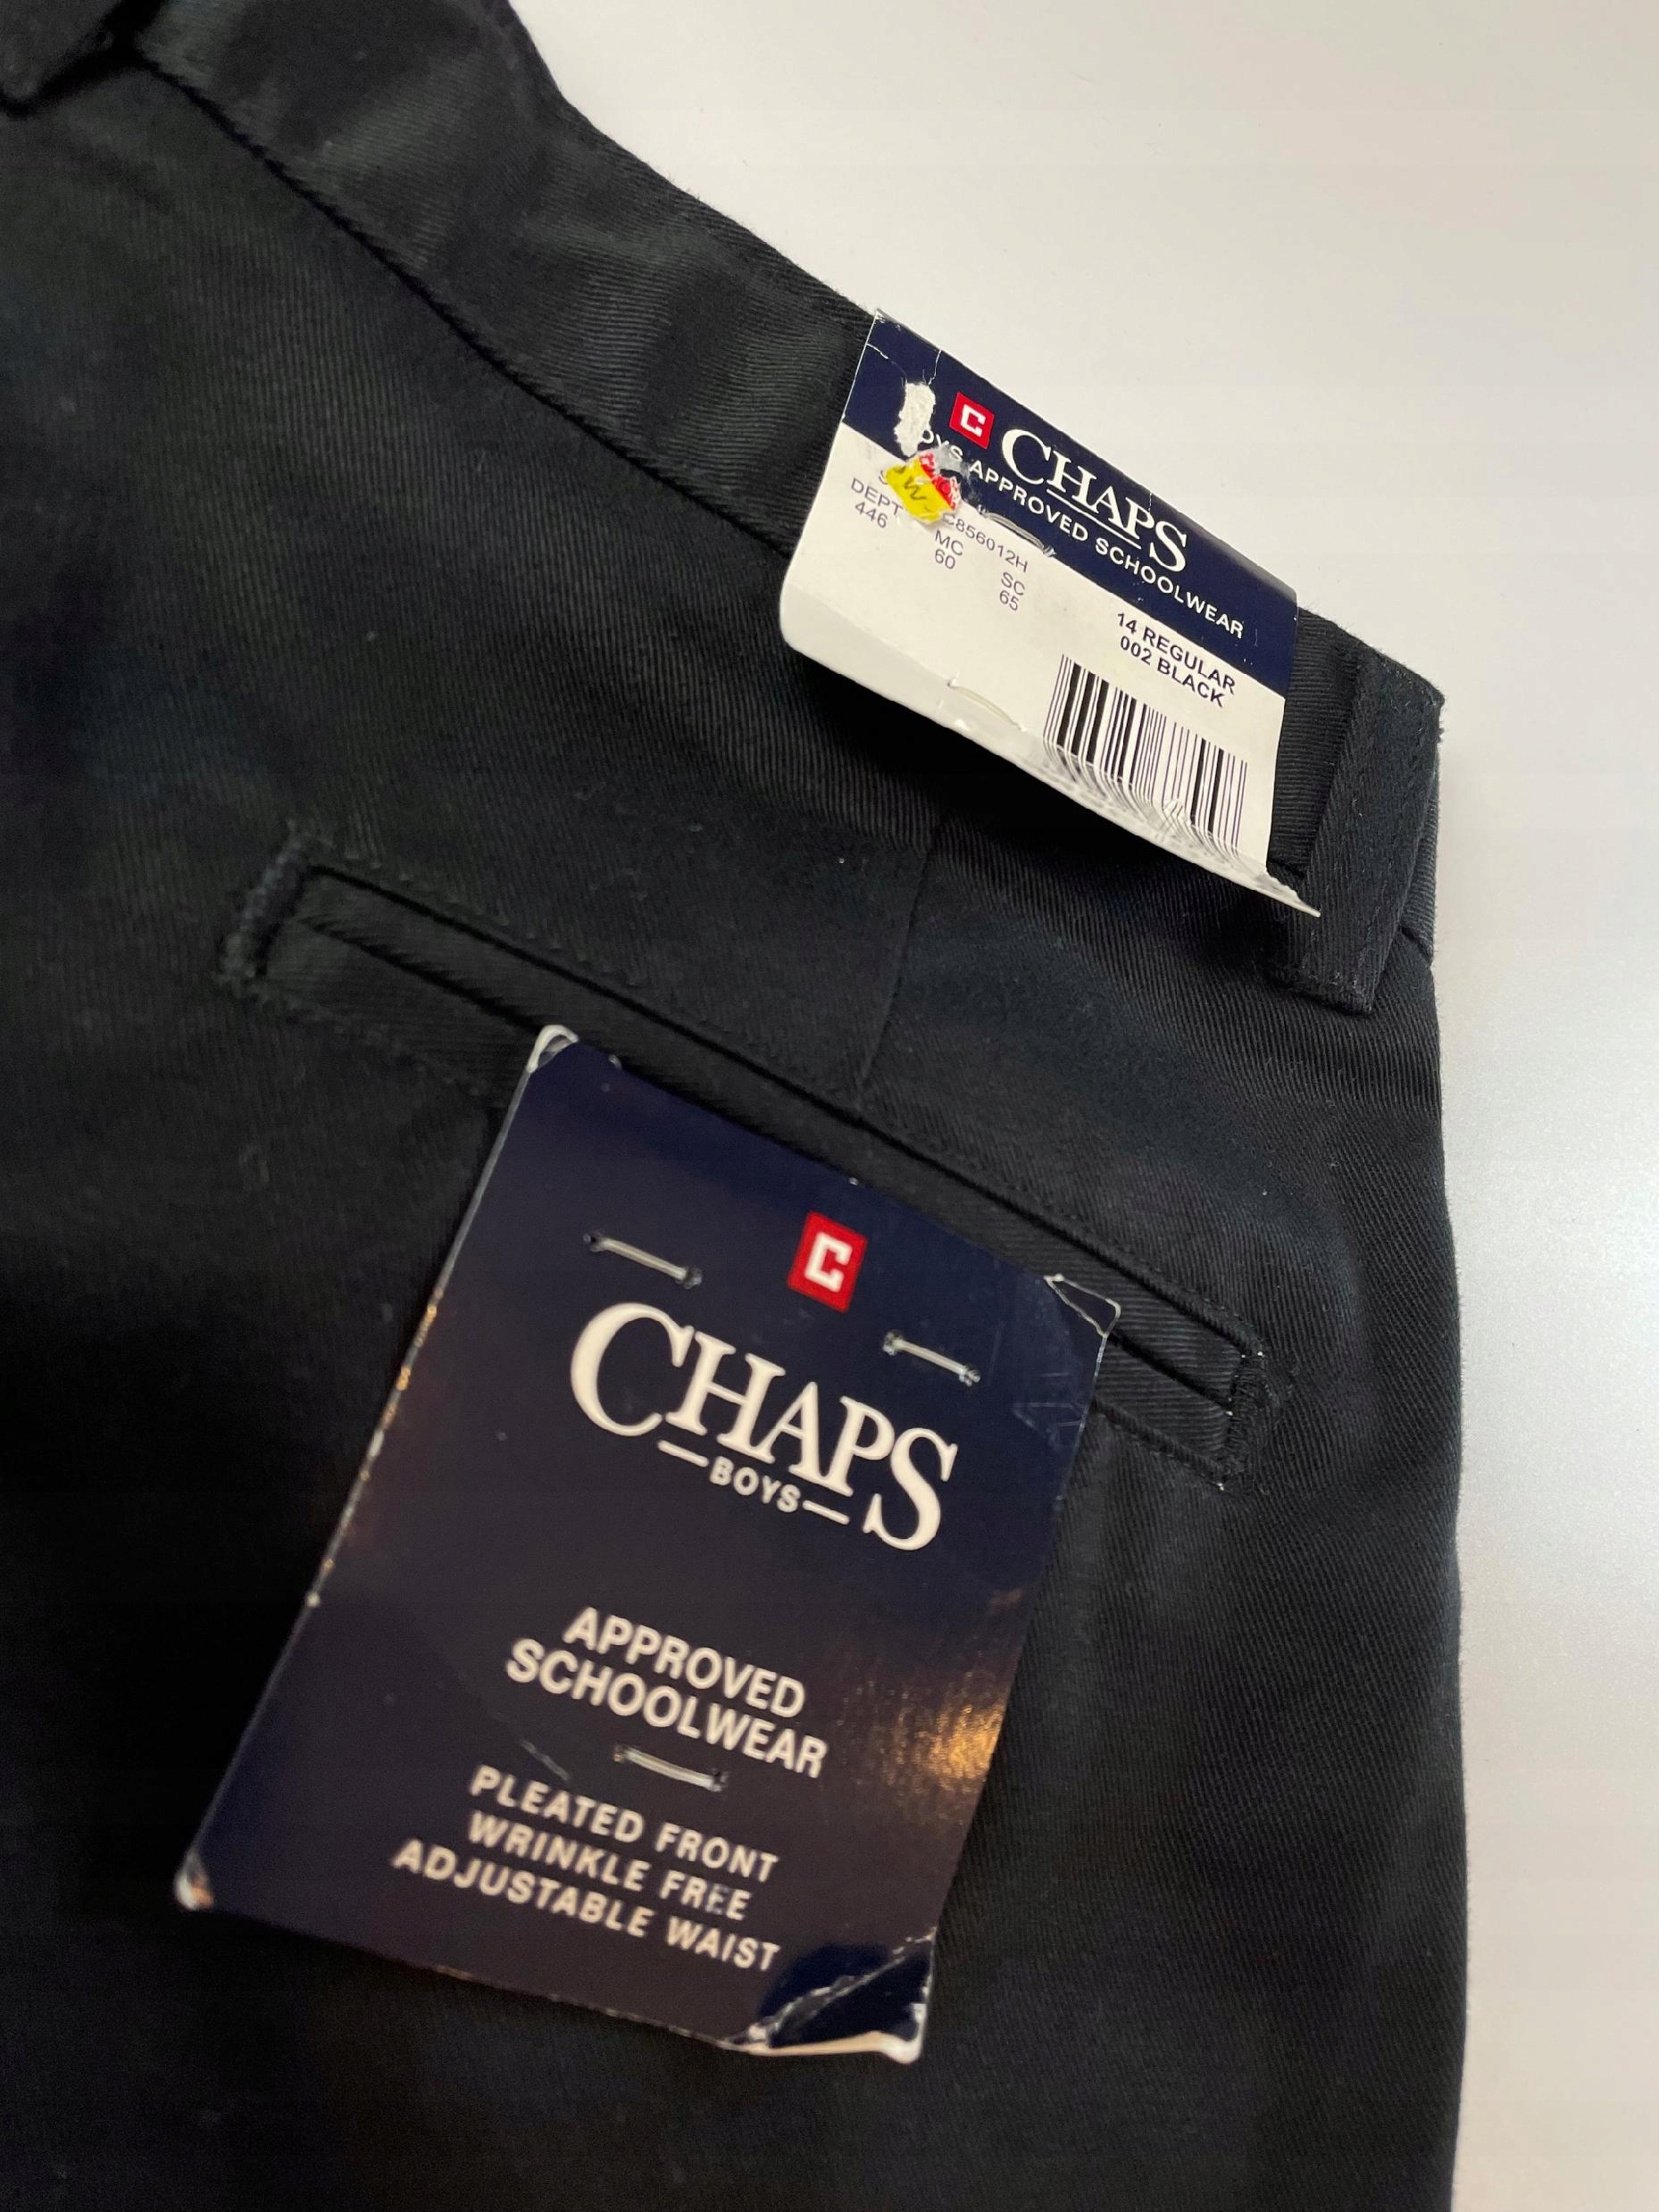 C CHAPS
BOYS APPROVED SCHOOLWEAR
C856012H
DEPT MC SC
446 60 65
14 REGULAR
002 BLACK
C
CHAPS
BOYS
APPROVED
SCHOOLWEAR
PLEATED FRONT
WRINKLE FREE
ADJUSTABLE WAIST